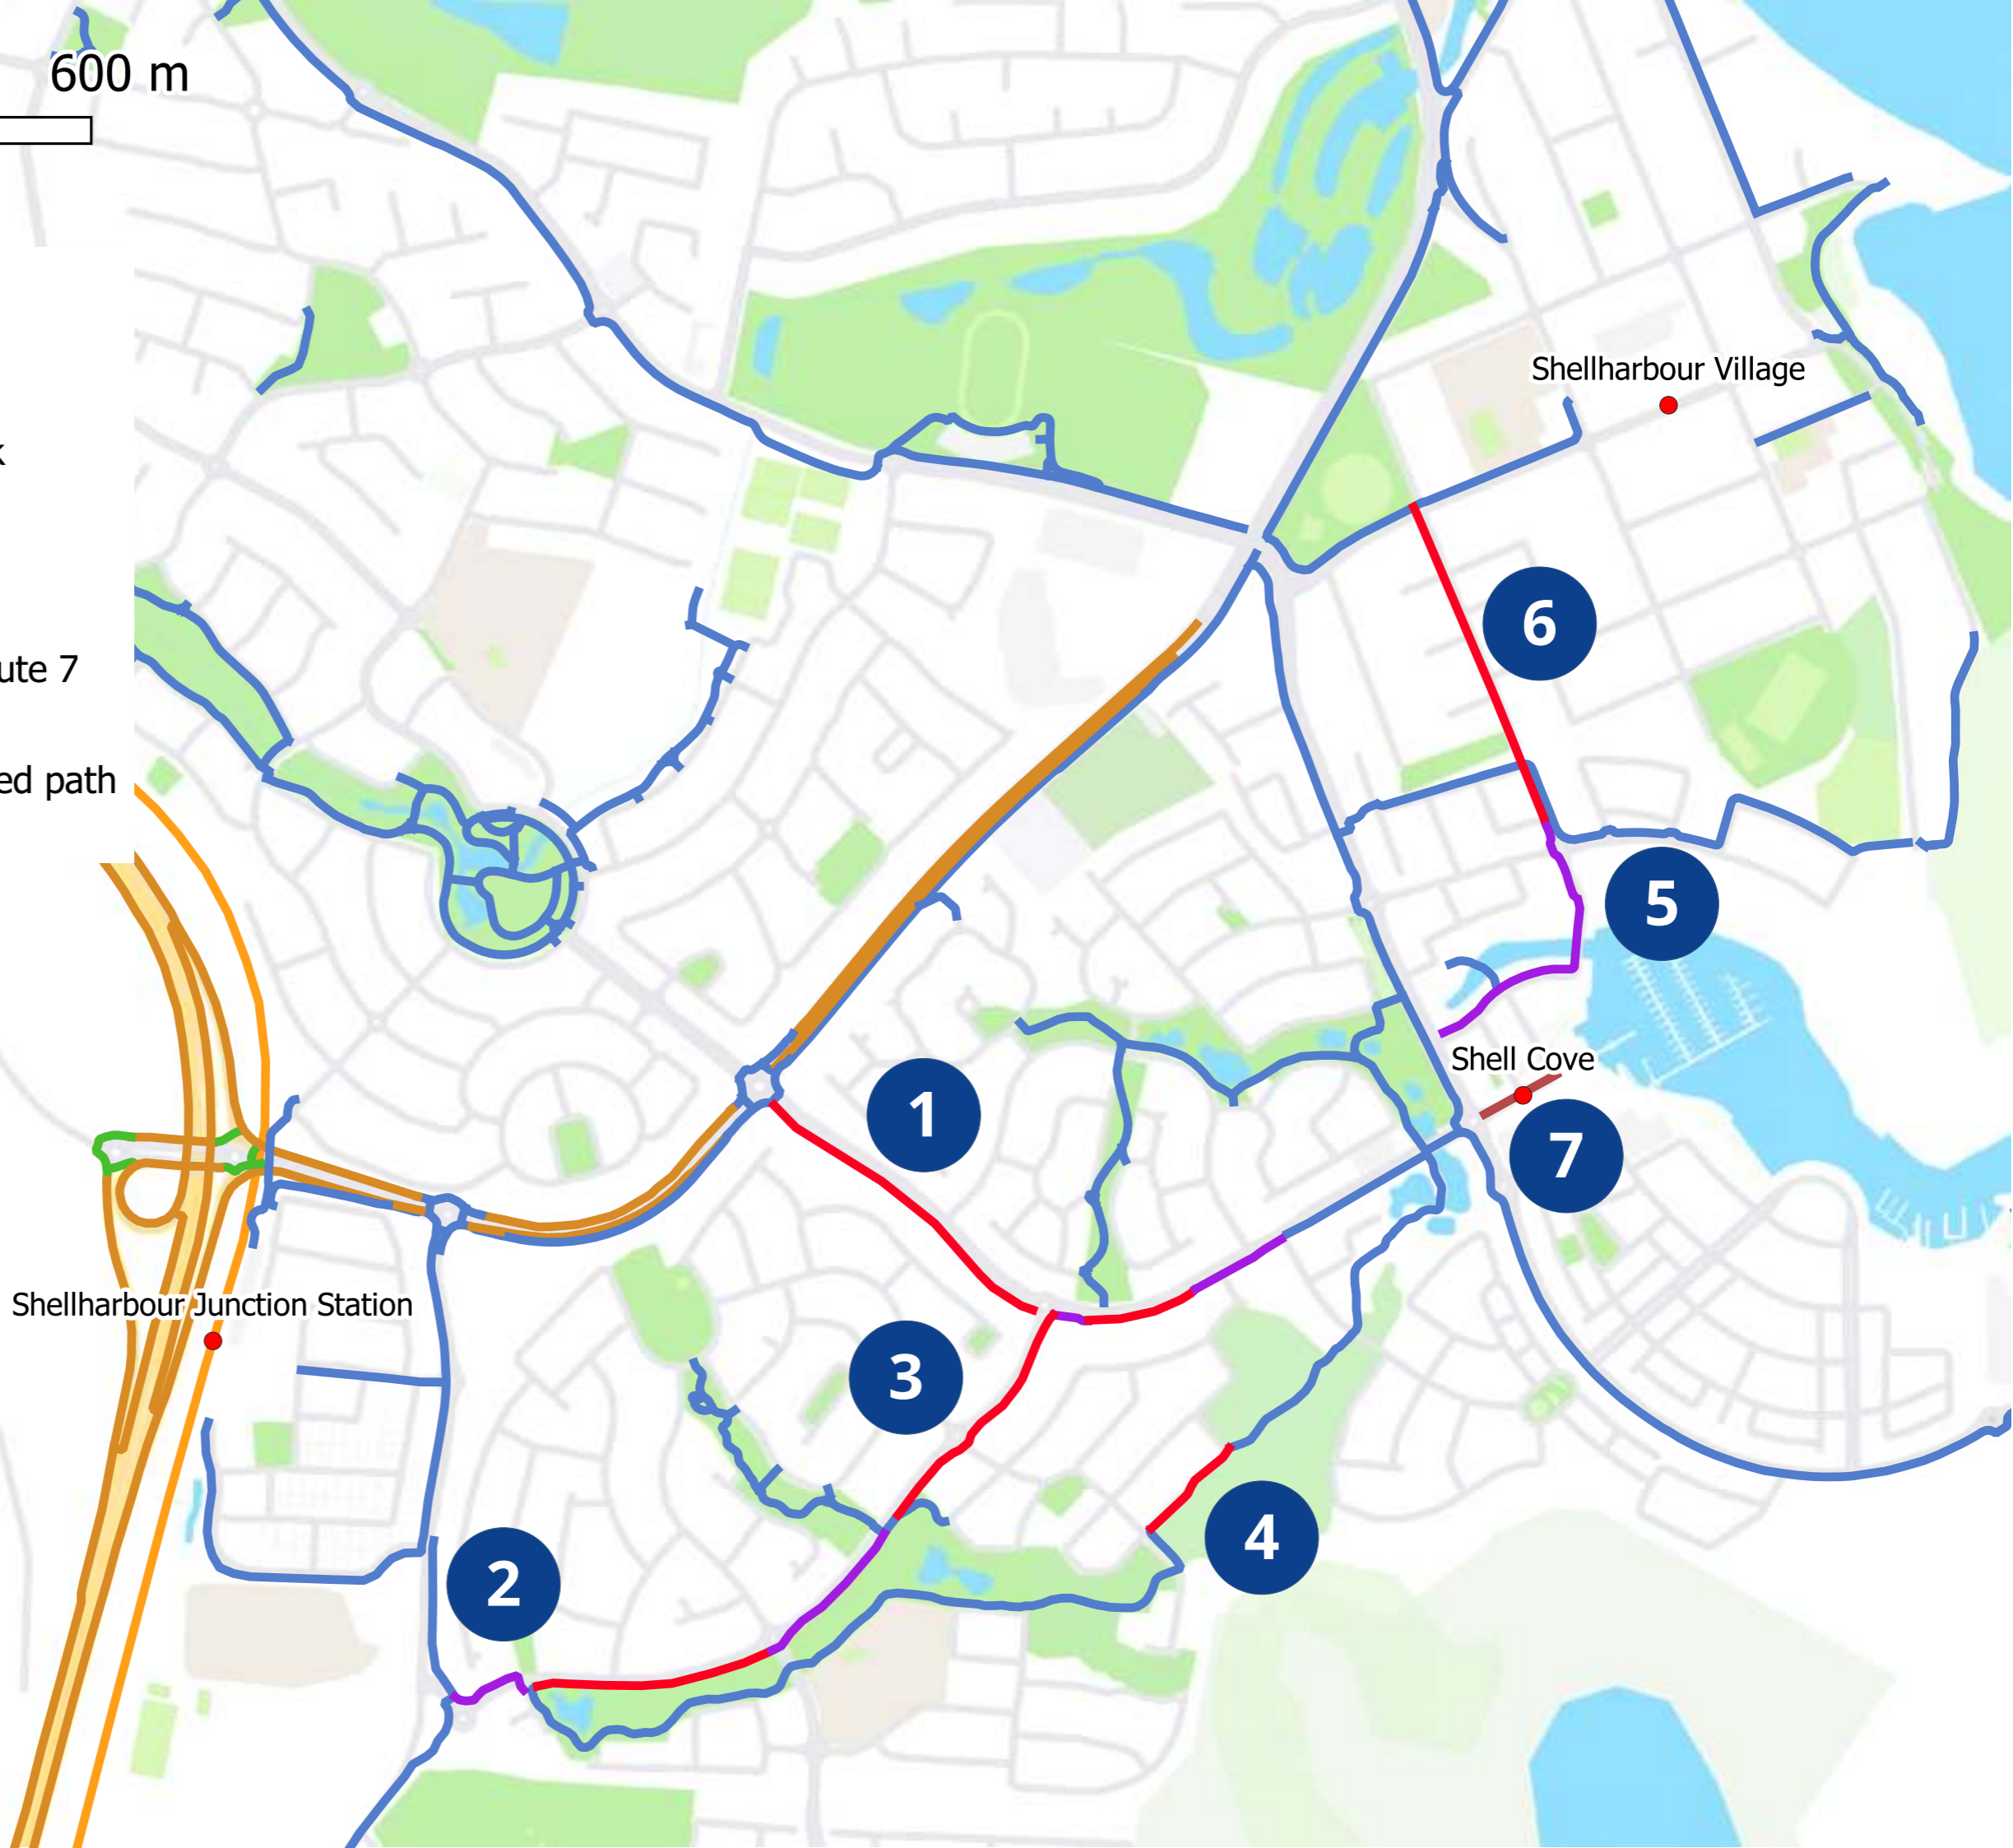 600 m
k
ute 7
ed path
Shellharbour Village
6
5
Shell Cove
1
7
Shellharbour Junction Station
3
4
2